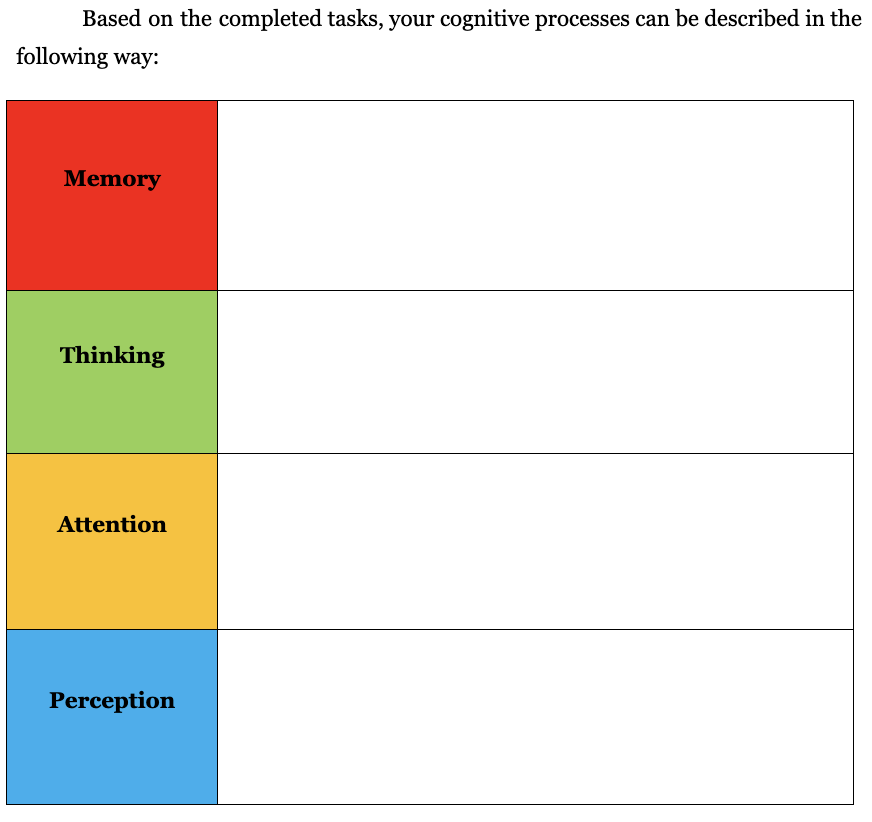 Based on the completed tasks, your cognitive processes can be described in the
following way:
Memory
Thinking
Attention
Perception